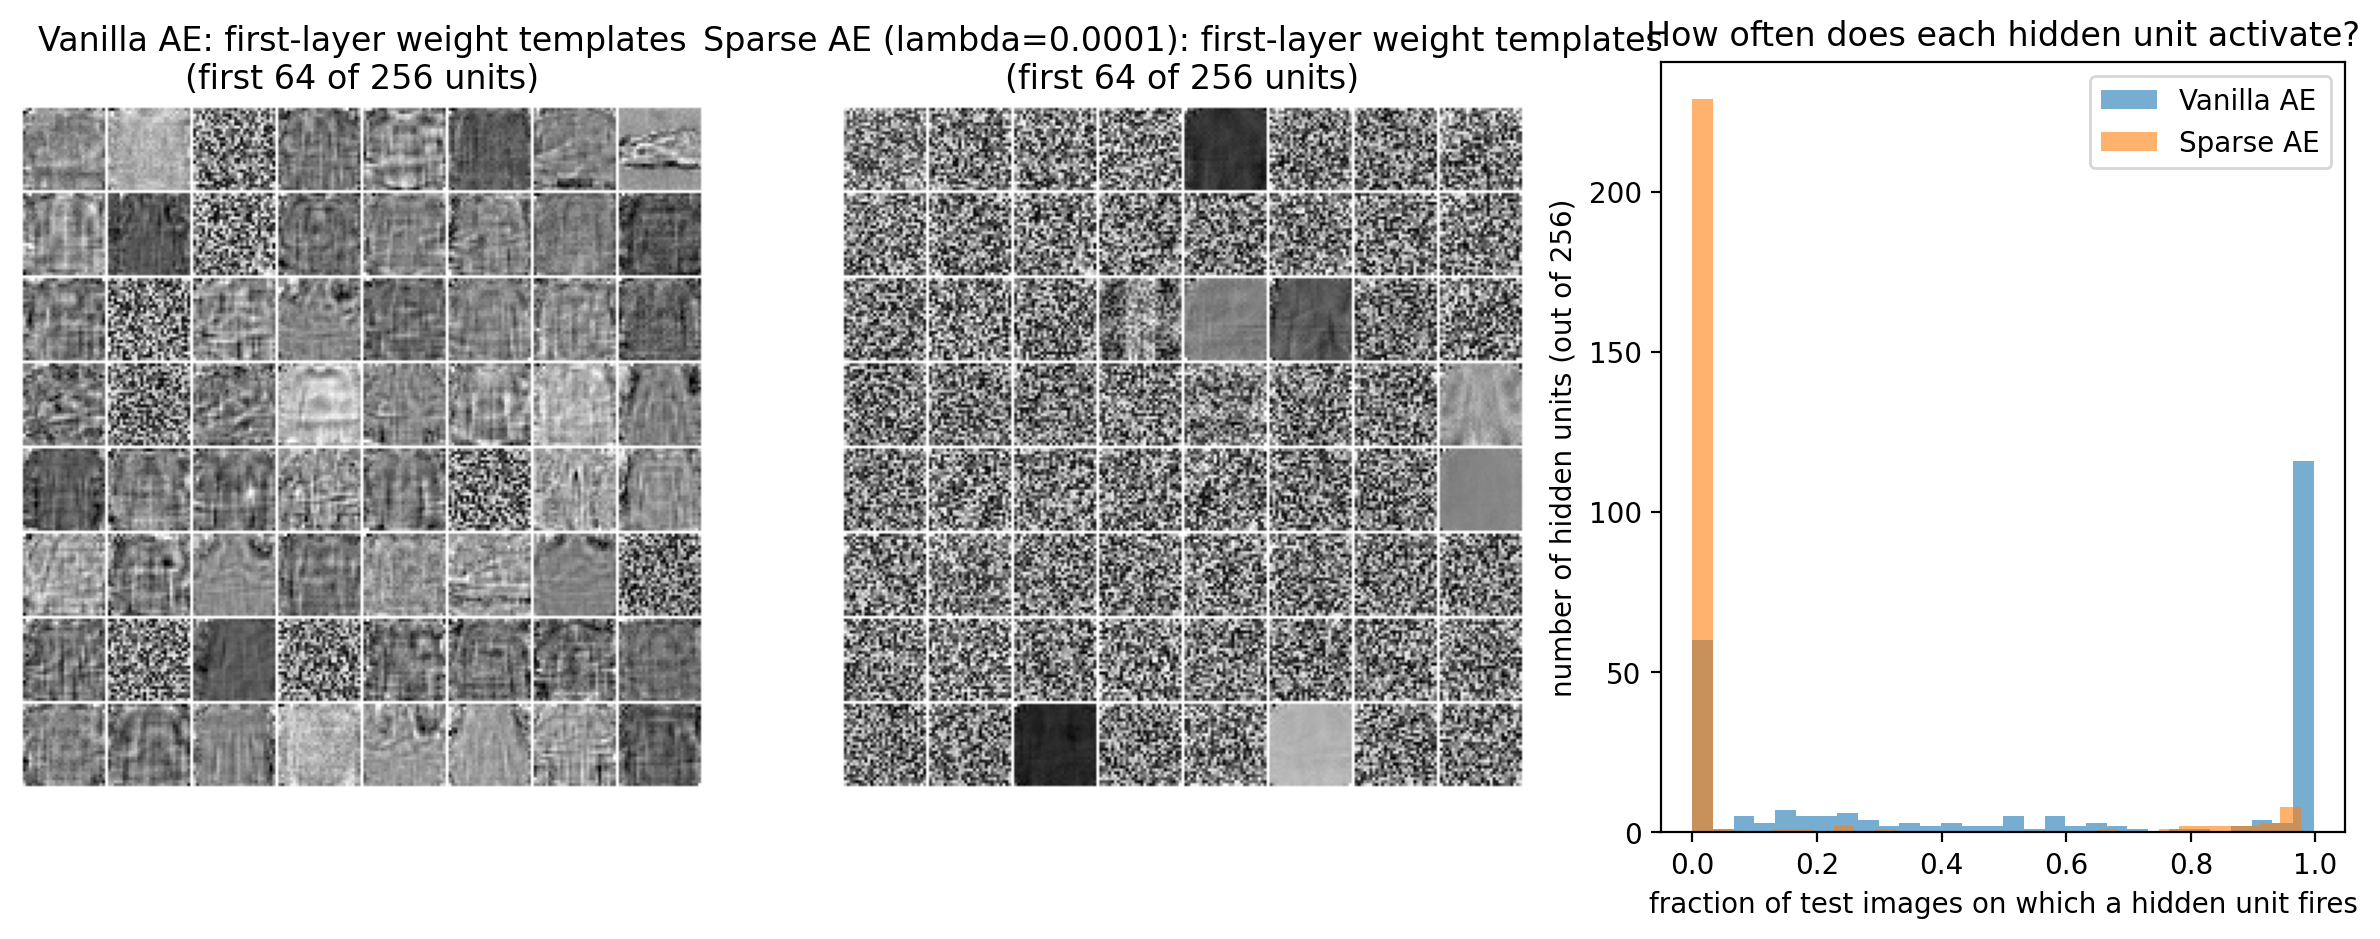 Vanilla AE: first-layer weight templates
(first 64 of 256 units)
Sparse AE (lambda=0.0001): first-layer weight templates
(first 64 of 256 units)
How often does each hidden unit activate?
Vanilla AE
Sparse AE
number of hidden units (out of 256)
200
150
100
50
0
0.0 0.2 0.4 0.6 0.8 1.0
fraction of test images on which a hidden unit fires